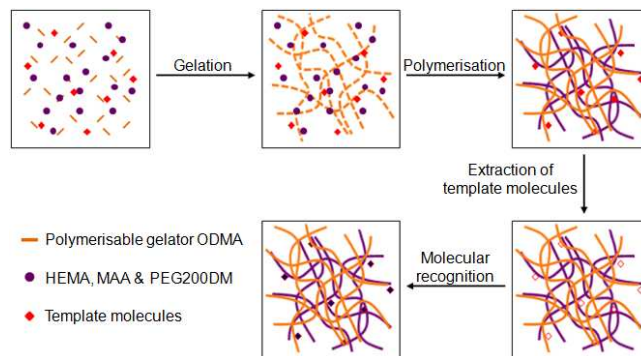 Gelation
Polymerisation
Extraction of
template molecules
Molecular
recognition
Polymerisable gelator ODMA
HEMA, MAA & PEG200DM
Template molecules